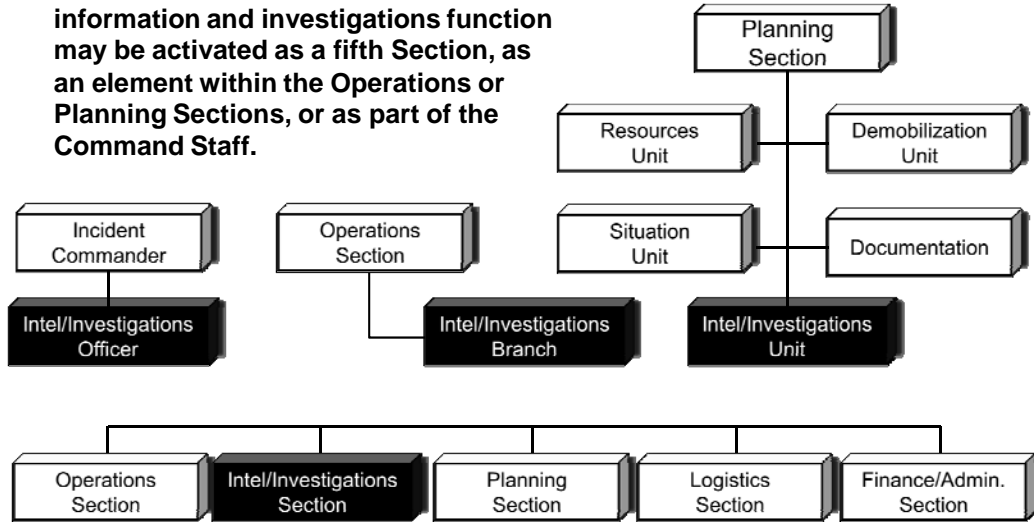 information and investigations function
may be activated as a fifth Section, as
an element within the Operations or
Planning Sections, or as part of the
Command Staff.
Planning
Section
Resources
Unit
Demobilization
Unit
Incident
Commander
Operations
Section
Situation
Unit
Documentation
Intel/Investigations
Officer
Intel/Investigations
Branch
Intel/Investigations
Unit
Operations
Section
Intel/Investigations
Section
Planning
Section
Logistics
Section
Finance/Admin.
Section